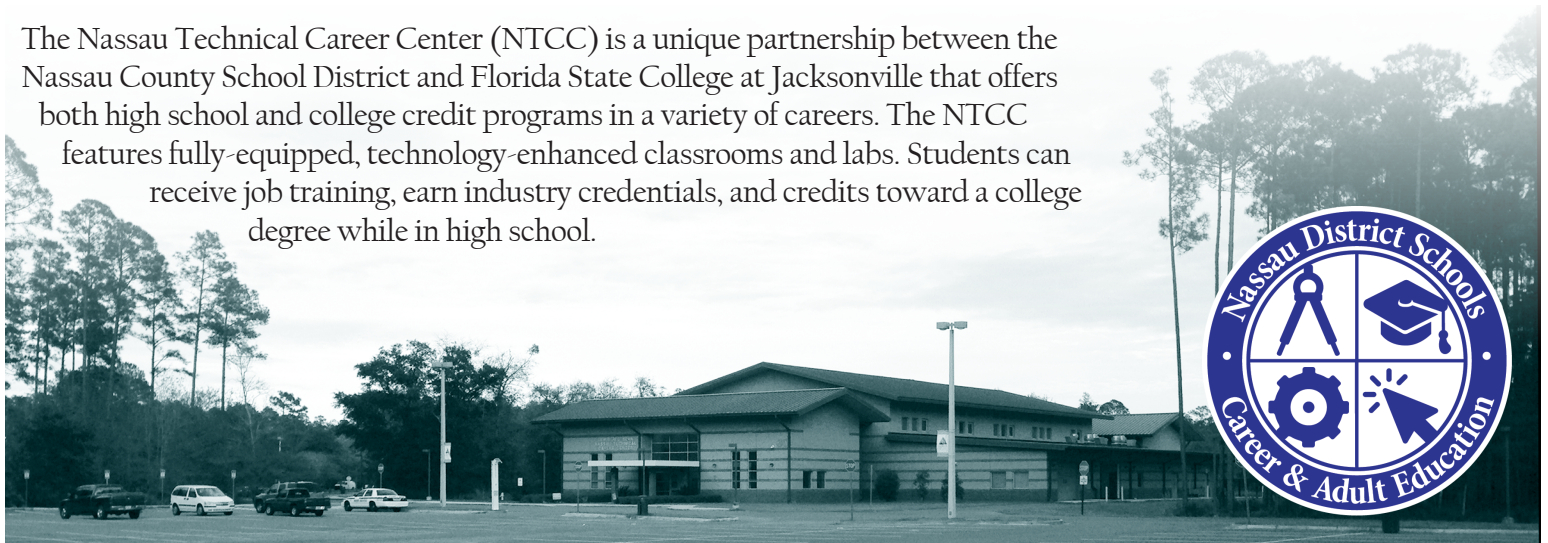 The Nassau Technical Career Center (NTCC) is a unique partnership between the
Nassau County School District and Florida State College at Jacksonville that offers
both high school and college credit programs in a variety of careers. The NTCC
features fully-equipped, technology-enhanced classrooms and labs. Students can
receive job training, earn industry credentials, and credits toward a college
degree while in high school.
Nassau District Schools
Career & Adult Education